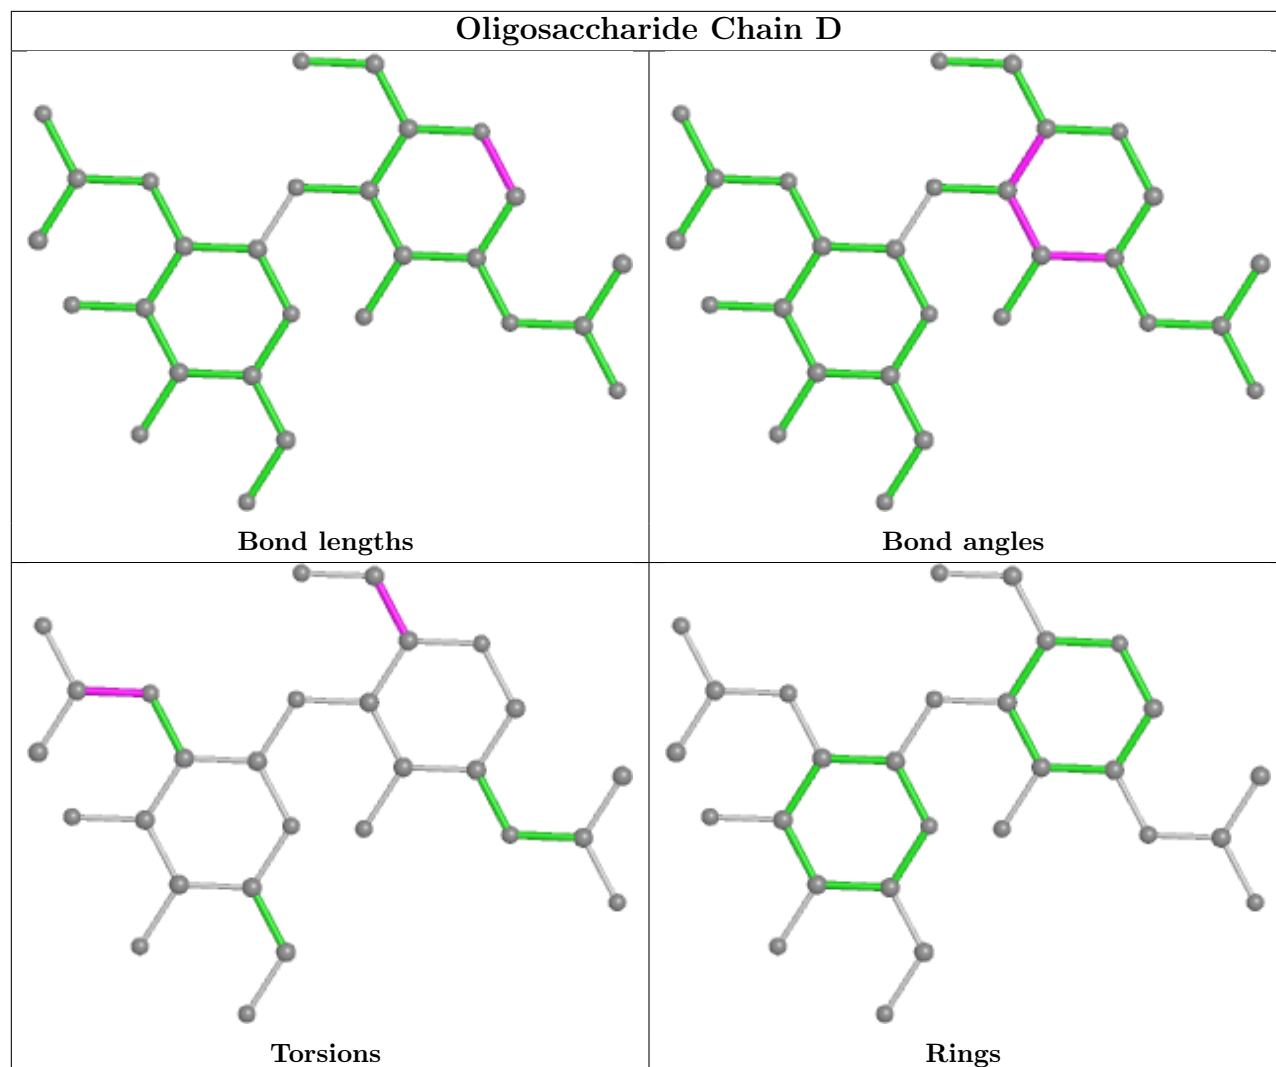 Oligosaccharide Chain D
Bond lengths
Bond angles
Torsions
Rings